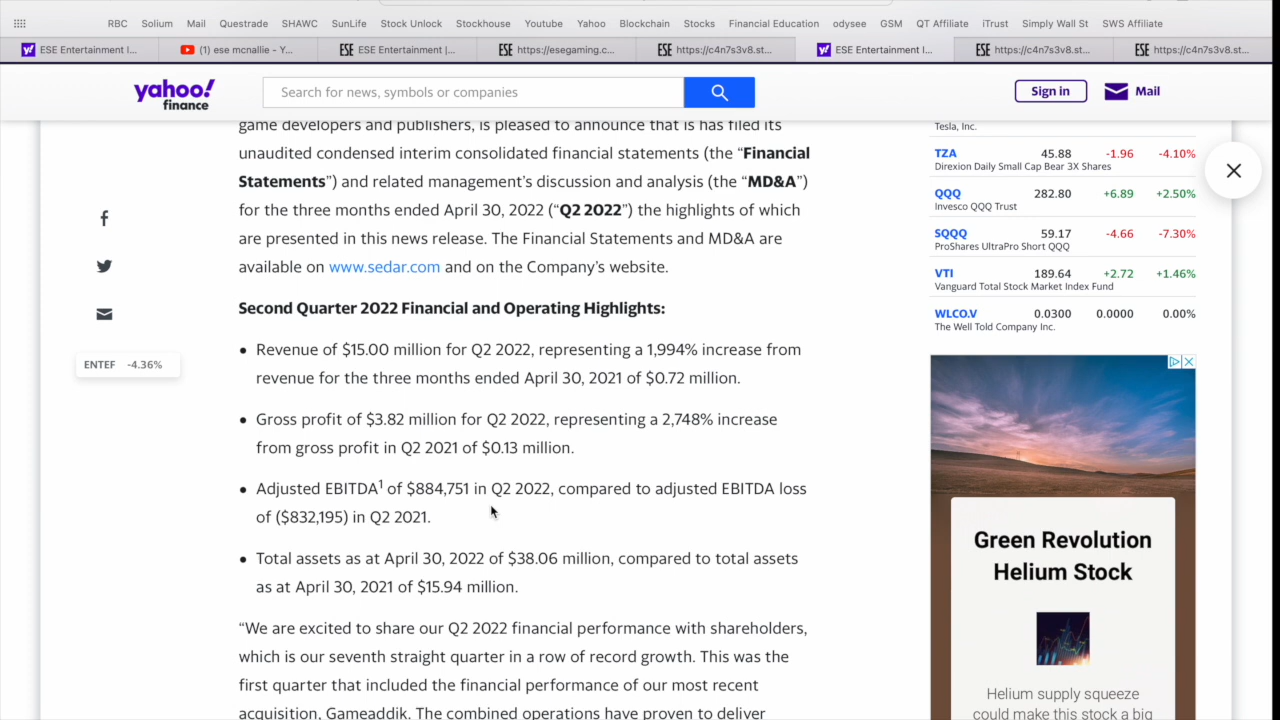 RBC Solium Mail Questrade SHAWC SunLife Stock Unlock Stockhouse Youtube Yahoo Blockchain Stocks Financial Education odysee GSM QT Affiliate iTrust Simply Wall St SWS Affiliate
ESE Entertainment I... (1) ese mcnallie - Y... ESE Entertainment |... https://esegaming.c... https://c4n7s3v8.st... ESE Entertainment I... https://c4n7s3v8.st... https://c4n7s3v8.st...
yahoo!
finance
Search for news, symbols or companies
Sign in
Mail
game developers and publishers, is pleased to announce that is has filed its
unaudited condensed interim consolidated financial statements (the “Financial
Statements”) and related management’s discussion and analysis (the “MD&A”)
for the three months ended April 30, 2022 (“Q2 2022”) the highlights of which
are presented in this news release. The Financial Statements and MD&A are
available on www.sedar.com and on the Company’s website.
Second Quarter 2022 Financial and Operating Highlights:
• Revenue of $15.00 million for Q2 2022, representing a 1,994% increase from
revenue for the three months ended April 30, 2021 of $0.72 million.
• Gross profit of $3.82 million for Q2 2022, representing a 2,748% increase
from gross profit in Q2 2021 of $0.13 million.
• Adjusted EBITDA¹ of $884,751 in Q2 2022, compared to adjusted EBITDA loss
of ($832,195) in Q2 2021.
• Total assets as at April 30, 2022 of $38.06 million, compared to total assets
as at April 30, 2021 of $15.94 million.
“We are excited to share our Q2 2022 financial performance with shareholders,
which is our seventh straight quarter in a row of record growth. This was the
first quarter that included the financial performance of our most recent
acquisition, Gameaddik. The combined operations have proven to deliver
ENTEF -4.36%
Tesla, Inc.
TZA 45.88 -1.96 -4.10%
Direxion Daily Small Cap Bear 3X Shares
QQQ 282.80 +6.89 +2.50%
Invesco QQQ Trust
SQQQ 59.17 -4.66 -7.30%
ProShares UltraPro Short QQQ
VTI 189.64 +2.72 +1.46%
Vanguard Total Stock Market Index Fund
WLCO.V 0.0300 0.0000 0.00%
The Well Told Company Inc.
Green Revolution
Helium Stock
Helium supply squeeze
could make this stock a big